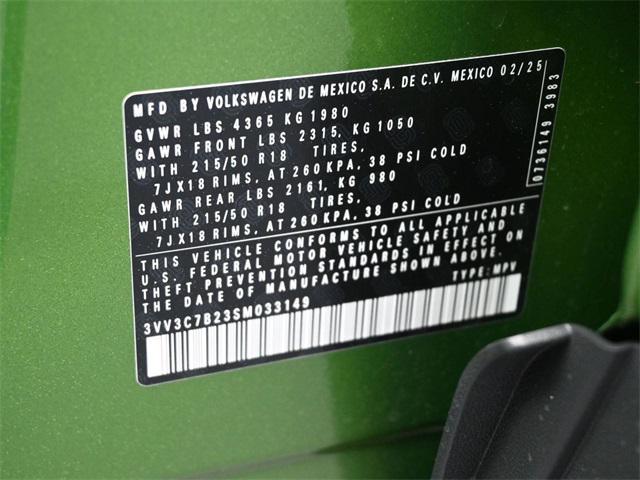 MFD BY VOLKSWAGEN DE MEXICO S.A. DE C.V. MEXICO 02/25
GVWR LBS 4365 KG 1980
GAWR FRONT LBS 2315, KG 1050
WITH 215/50 R18 TIRES,
7JX18 RIMS, AT 260 KPA, 38 PSI COLD
GAWR REAR LBS 2161, KG 980
WITH 215/50 R18 TIRES,
7JX18 RIMS, AT 260 KPA, 38 PSI COLD
THIS VEHICLE CONFORMS TO ALL APPLICABLE
U.S. FEDERAL MOTOR VEHICLE SAFETY AND
THEFT PREVENTION STANDARDS IN EFFECT ON
THE DATE OF MANUFACTURE SHOWN ABOVE.
TYPE: MPV
3VV3C7B23SM033149
0736149 3983